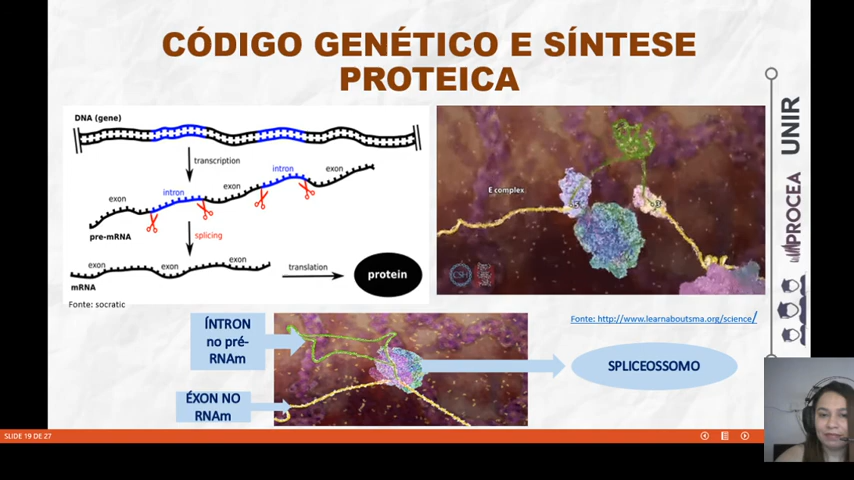 CÓDIGO GENÉTICO E SÍNTESE
PROTEICA
DNA (gene)
transcription
exon
intron
exon
intron
exon
pre-mRNA
splicing
exon
exon
exon
mRNA
translation
protein
Fonte: socratic
E complex
CSH
Fonte: http://www.learnaboutsma.org/science/
ÍNTRON
no pré-
RNAm
ÉXON NO
RNAm
SPLICEOSSOMO
UNIR
PROCEA
SLIDE 19 DE 27